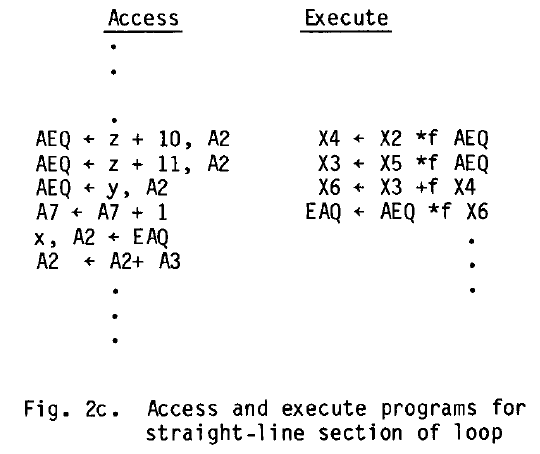 Access Execute
.
.
.
AEQ ← z + 10, A2 X4 ← X2 *f AEQ
AEQ ← z + 11, A2 X3 ← X5 *f AEQ
AEQ ← y, A2 X6 ← X3 +f X4
A7 ← A7 + 1 EAQ ← AEQ *f X6
x, A2 ← EAQ .
A2 ← A2+ A3 .
. .
.
.
Fig. 2c. Access and execute programs for
straight-line section of loop